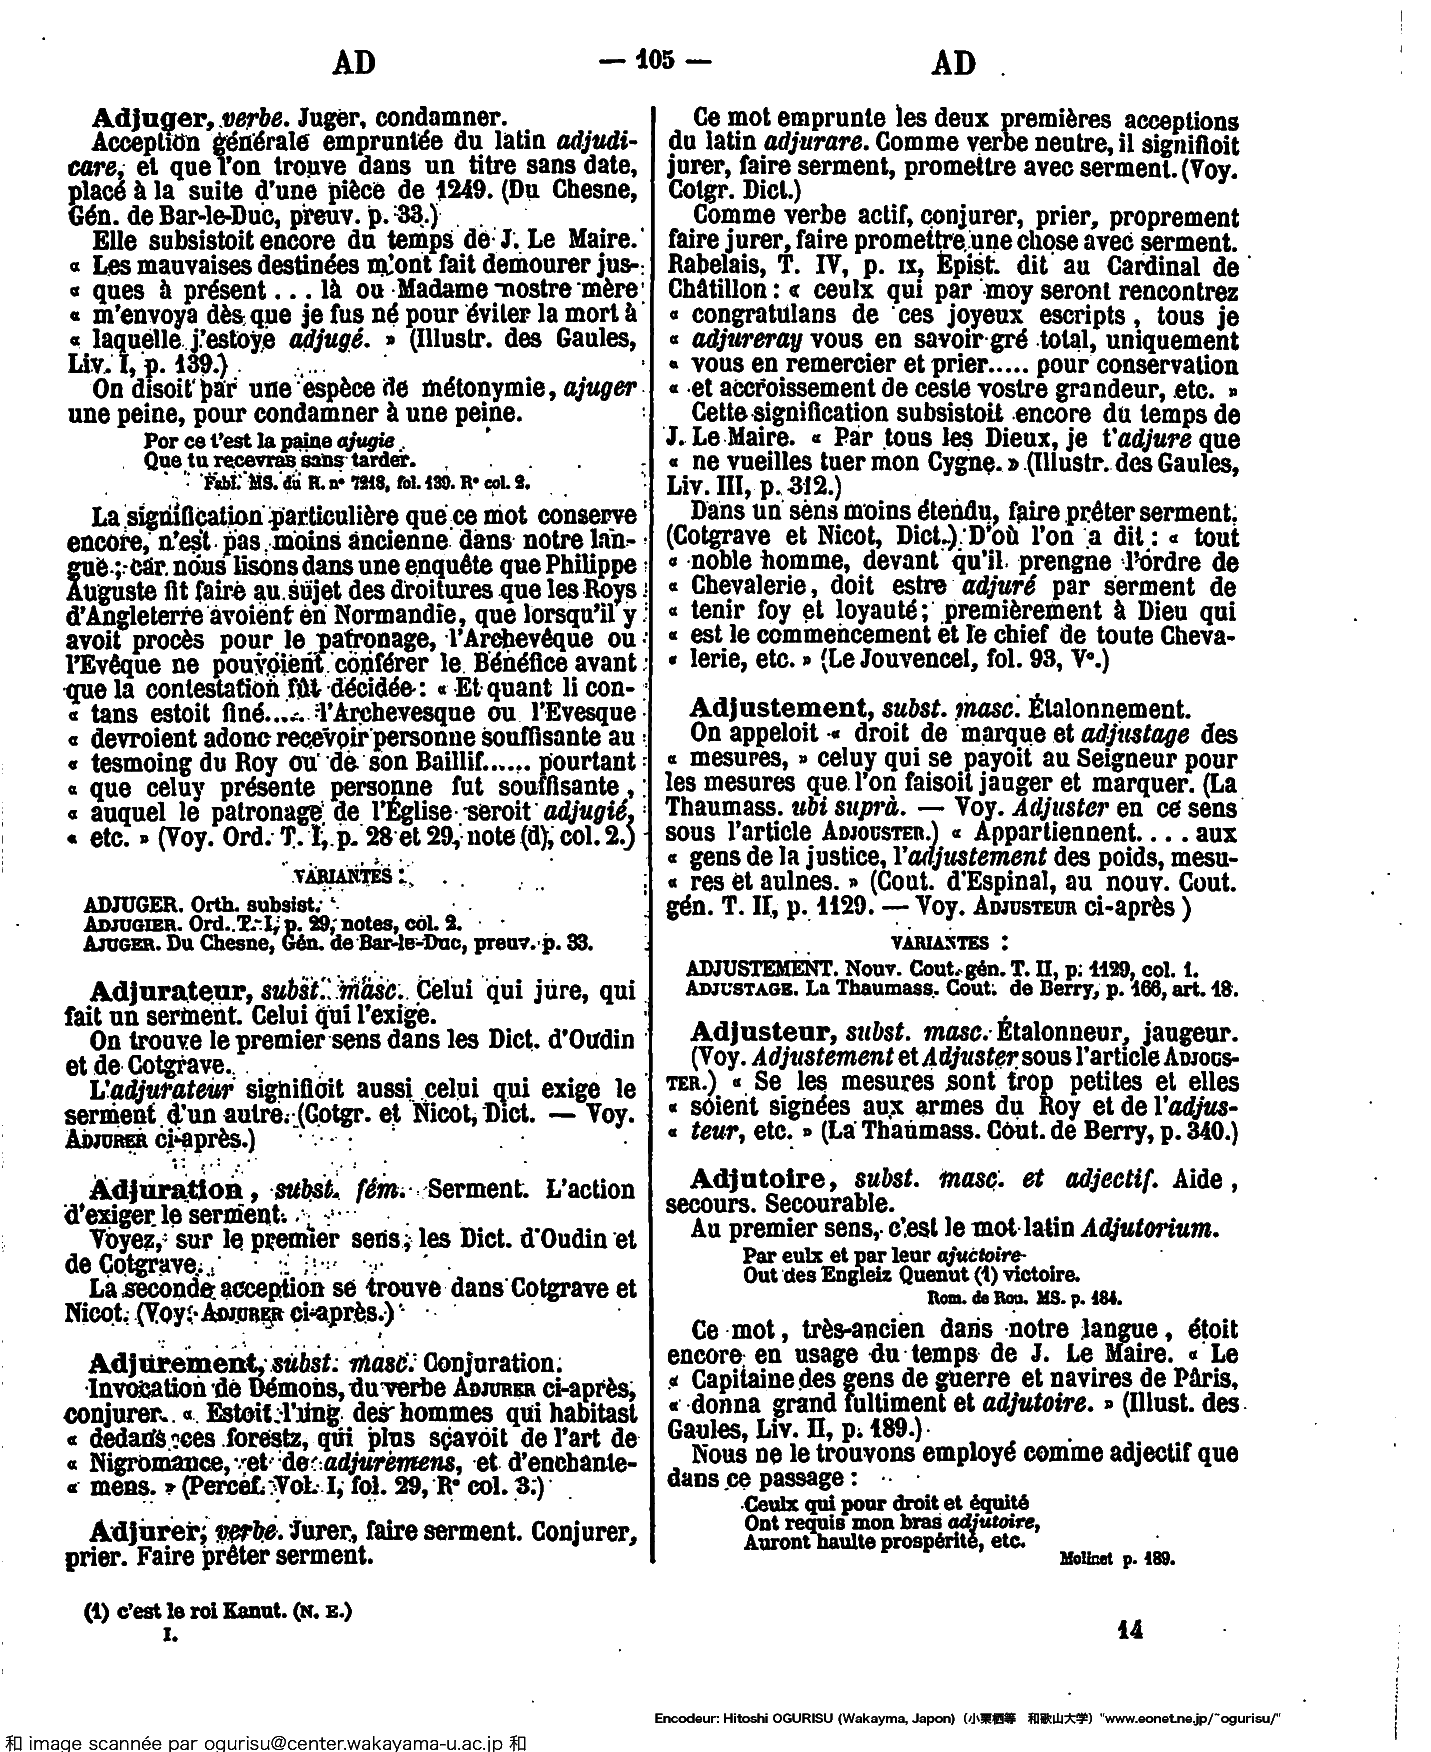 AD
— 105 —
AD
Adjuger, verbe. Juger, condamner.
Acception générale empruntée du latin adjudi-
care, et que l'on trouve dans un titre sans date,
placé à la suite d'une pièce de 1249. (Du Chesne,
Gén. de Bar-le-Duc, preuv. p. 33.)
Elle subsistoit encore du temps de J. Le Maire.
« Les mauvaises destinées m'ont fait demourer jus-
« ques à présent ... là ou Madame nostre mère
« m'envoya dès que je fus né pour éviter la mort à
« laquelle j'estoye adjugé. » (Illustr. des Gaules,
Liv. I, p. 139.)
On disoit par une espèce de métonymie, ajuger
une peine, pour condamner à une peine.
Por ce t'est la paine ajugie
Que tu recevras sans tarder.
Fabl. MS. du R. nº 7218, fol. 139. Rº col. 2.
La signification particulière que ce mot conserve
encore, n'est pas moins ancienne dans notre lan-
gue ; car nous lisons dans une enquête que Philippe
Auguste fit faire au sujet des droitures que les Roys
d'Angleterre avoient en Normandie, que lorsqu'il y
avoit procès pour le patronage, l'Archevêque ou
l'Evêque ne pouvoient conférer le Bénéfice avant
que la contestation fût décidée : « Et quant li con-
« tans estoit finé.... l'Archevesque ou l'Evesque
« devroient adonc recevoir personne souffisante au
« tesmoing du Roy ou de son Baillif...... pourtant
« que celuy présente personne fut souffisante,
« auquel le patronage de l'Église seroit adjugié,
« etc. » (Voy. Ord. T. I, p. 28 et 29, note (d), col. 2.)
VARIANTES :
ADJUGER. Orth. subsist.
ADJUGIER. Ord. T. I, p. 29, notes, col. 2.
AJUGER. Du Chesne, Gén. de Bar-le-Duc, preuv. p. 33.
Adjurateur, subst. masc. Celui qui jure, qui
fait un serment. Celui qui l'exige.
On trouve le premier sens dans les Dict. d'Oudin
et de Cotgrave.
L'adjurateur signifioit aussi celui qui exige le
serment d'un autre. (Cotgr. et Nicot, Dict. — Voy.
ADJURER ci-après.)
Adjuration, subst. fém. Serment. L'action
d'exiger le serment.
Voyez, sur le premier sens, les Dict. d'Oudin et
de Cotgrave.
La seconde acception se trouve dans Cotgrave et
Nicot. (Voy. ADJURER ci-après.)
Adjurement, subst. masc. Conjuration.
Invocation de Démons, du verbe ADJURER ci-après,
conjurer. « Estoit l'ung des hommes qui habitast
« dedans ces forestz, qui plus sçavoit de l'art de
« Nigromance, et de adjuremens, et d'enchante-
« mens. » (Percef. Vol. I, fol. 29, Rº col. 3.)
Adjurer, verbe. Jurer, faire serment. Conjurer,
prier. Faire prêter serment.
Ce mot emprunte les deux premières acceptions
du latin adjurare. Comme verbe neutre, il signifioit
jurer, faire serment, promettre avec serment. (Voy.
Cotgr. Dict.)
Comme verbe actif, conjurer, prier, proprement
faire jurer, faire promettre une chose avec serment.
Rabelais, T. IV, p. IX, Epist. dit au Cardinal de
Châtillon : « ceulx qui par moy seront rencontrez
« congratulans de ces joyeux escripts, tous je
« adjureray vous en savoir gré total, uniquement
« vous en remercier et prier..... pour conservation
« et accroissement de ceste vostre grandeur, etc. »
Cette signification subsistoit encore du temps de
J. Le Maire. « Par tous les Dieux, je t'adjure que
« ne vueilles tuer mon Cygne. » (Illustr. des Gaules,
Liv. III, p. 312.)
Dans un sens moins étendu, faire prêter serment.
(Cotgrave et Nicot, Dict.) D'où l'on a dit : « tout
« noble homme, devant qu'il prengne l'ordre de
« Chevalerie, doit estre adjuré par serment de
« tenir foy et loyauté ; premièrement à Dieu qui
« est le commencement et le chief de toute Cheva-
« lerie, etc. » (Le Jouvencel, fol. 93, Vº.)
Adjustement, subst. masc. Étalonnement.
On appeloit « droit de marque et adjustage des
« mesures, » celuy qui se payoit au Seigneur pour
les mesures que l'on faisoit jauger et marquer. (La
Thaumass. ubi suprà. — Voy. Adjuster en ce sens
sous l'article ADJOUSTER.) « Appartiennent.... aux
« gens de la justice, l'adjustement des poids, mesu-
« res et aulnes. » (Cout. d'Espinal, au nouv. Cout.
gén. T. II, p. 1129. — Voy. ADJUSTEUR ci-après )
VARIANTES :
ADJUSTEMENT. Nouv. Cout. gén. T. II, p. 1129, col. 1.
ADJUSTAGE. La Thaumass. Cout. de Berry, p. 166, art. 18.
Adjusteur, subst. masc. Étalonneur, jaugeur.
(Voy. Adjustement et Adjuster sous l'article ADJOUS-
TER.) « Se les mesures sont trop petites et elles
« soient signées aux armes du Roy et de l'adjus-
« teur, etc. » (La Thaumass. Cout. de Berry, p. 340.)
Adjutoire, subst. masc. et adjectif. Aide,
secours. Secourable.
Au premier sens, c'est le mot latin Adjutorium.
Par eulx et par leur ajuctoire
Out des Engleiz Quenut (1) victoire.
Rom. de Rou. MS. p. 184.
Ce mot, très-ancien dans notre langue, étoit
encore en usage du temps de J. Le Maire. « Le
« Capitaine des gens de guerre et navires de Pâris,
« donna grand fultiment et adjutoire. » (Illust. des
Gaules, Liv. II, p. 189.)
Nous ne le trouvons employé comme adjectif que
dans ce passage :
Ceulx qui pour droit et équité
Ont requis mon bras adjutoire,
Auront haulte prospérité, etc.
Molinet p. 189.
(1) c'est le roi Kanut. (N. E.)
I.
14
Encodeur: Hitoshi OGURISU (Wakayma, Japon) (小栗栖等 和歌山大学) "www.eonet.ne.jp/~ogurisu/"
和 image scannée par ogurisu@center.wakayama-u.ac.jp 和